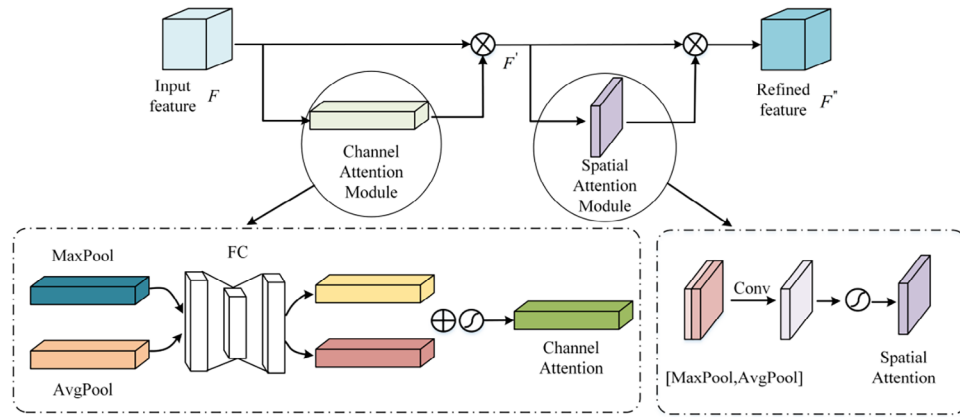 Input
feature F
F'
Refined
feature F"
Channel
Attention
Module
Spatial
Attention
Module
MaxPool
FC
AvgPool
Channel
Attention
Conv
[MaxPool,AvgPool]
Spatial
Attention